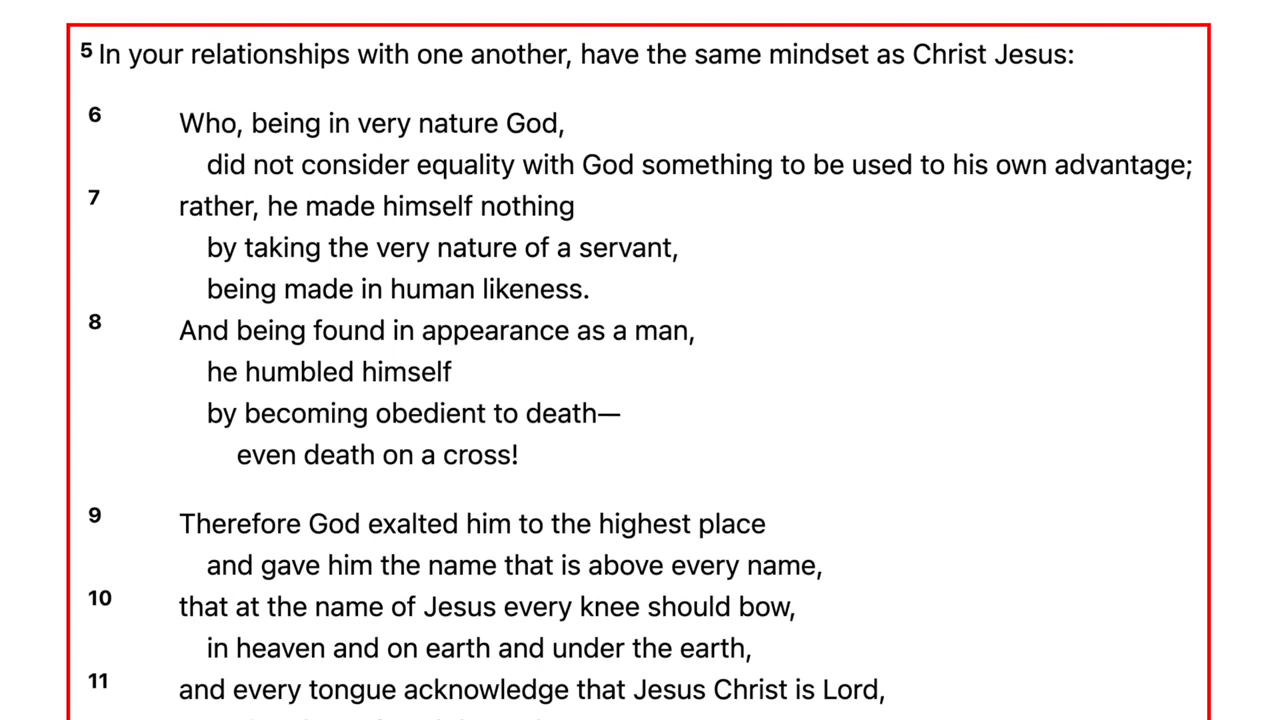 5 In your relationships with one another, have the same mindset as Christ Jesus:
6 Who, being in very nature God,
did not consider equality with God something to be used to his own advantage;
7 rather, he made himself nothing
by taking the very nature of a servant,
being made in human likeness.
8 And being found in appearance as a man,
he humbled himself
by becoming obedient to death—
even death on a cross!
9 Therefore God exalted him to the highest place
and gave him the name that is above every name,
10 that at the name of Jesus every knee should bow,
in heaven and on earth and under the earth,
11 and every tongue acknowledge that Jesus Christ is Lord,